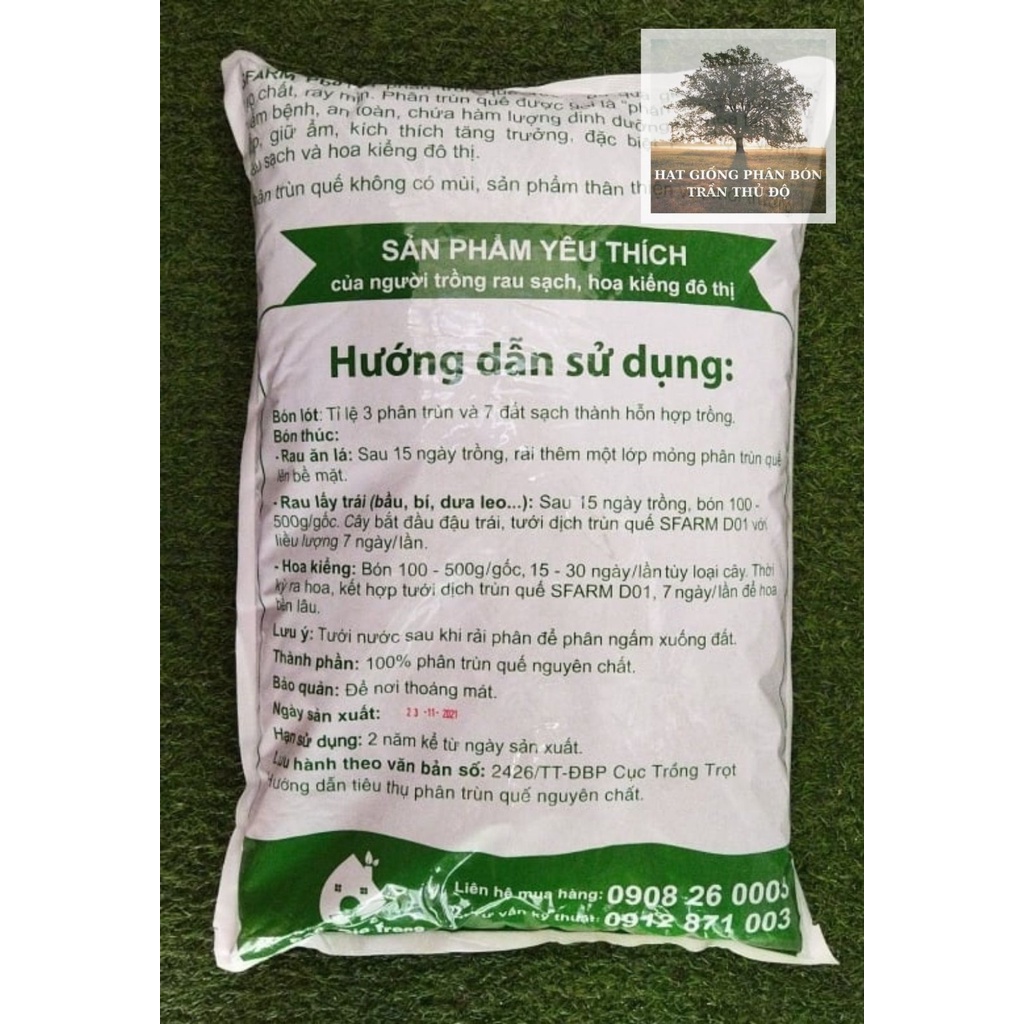 SFARM
chất, ray mịn. Phân trùn quế được gọi là "phân
bệnh, an toàn, chứa hàm lượng dinh dưỡng
giữ ẩm, kích thích tăng trưởng, đặc biệt
sạch và hoa kiểng đô thị.
trùn quế không có mùi, sản phẩm thân
HẠT GIỐNG PHÂN BÓN
TRẦN THỦ ĐỘ
SẢN PHẨM YÊU THÍCH
của người trồng rau sạch, hoa kiểng đô thị
Hướng dẫn sử dụng:
Bón lót: Tỉ lệ 3 phân trùn và 7 đất sạch thành hỗn hợp trồng.
Bón thúc:
- Rau ăn lá: Sau 15 ngày trồng, rải thêm một lớp mỏng phân trùn quế
lên bề mặt.
- Rau lấy trái (bầu, bí, dưa leo...): Sau 15 ngày trồng, bón 100 -
500g/gốc. Cây bắt đầu đậu trái, tưới dịch trùn quế SFARM D01 với
liều lượng 7 ngày/lần.
- Hoa kiểng: Bón 100 - 500g/gốc, 15 - 30 ngày/lần tùy loại cây. Thời
kỳ ra hoa, kết hợp tưới dịch trùn quế SFARM D01, 7 ngày/lần để hoa
bền lâu.
Lưu ý: Tưới nước sau khi rải phân để phân ngấm xuống đất.
Thành phần: 100% phân trùn quế nguyên chất.
Bảo quản: Để nơi thoáng mát.
Ngày sản xuất: 23-11-2021
Hạn sử dụng: 2 năm kể từ ngày sản xuất.
Lưu hành theo văn bản số: 2426/TT-ĐBP Cục Trồng Trọt
Hướng dẫn tiêu thụ phân trùn quế nguyên chất.
Liên hệ mua hàng: 0908 26 0005
Tư vấn kỹ thuật: 0912 871 003